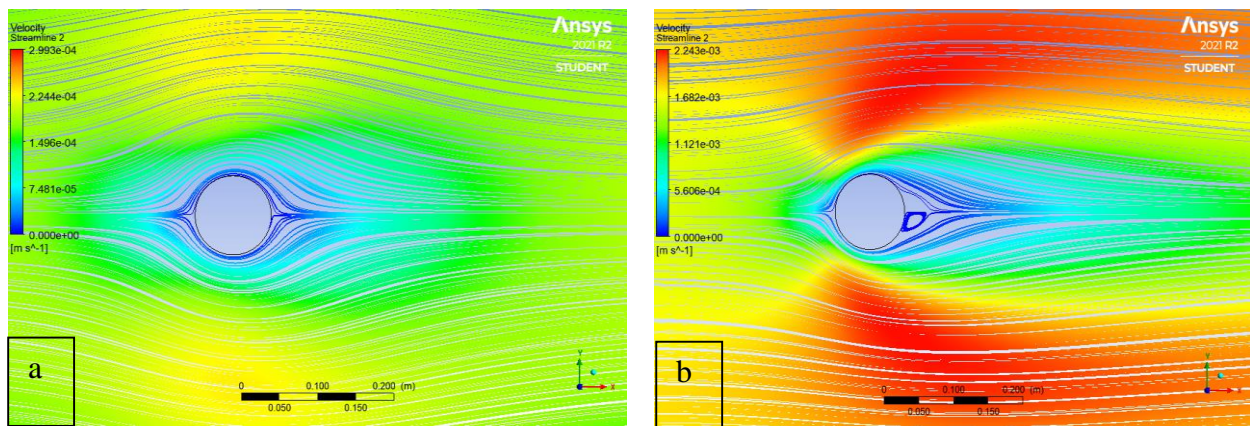 Velocity
Streamline 2
2.993e-04
2.244e-04
1.496e-04
7.481e-05
0.000e+00
[m s^-1]
Ansys
2021 R2
STUDENT
a
0 0.100 0.200 (m)
0.050 0.150
Y
X
Velocity
Streamline 2
2.243e-03
1.682e-03
1.121e-03
5.606e-04
0.000e+00
[m s^-1]
Ansys
2021 R2
STUDENT
b
0 0.100 0.200 (m)
0.050 0.150
Y
X